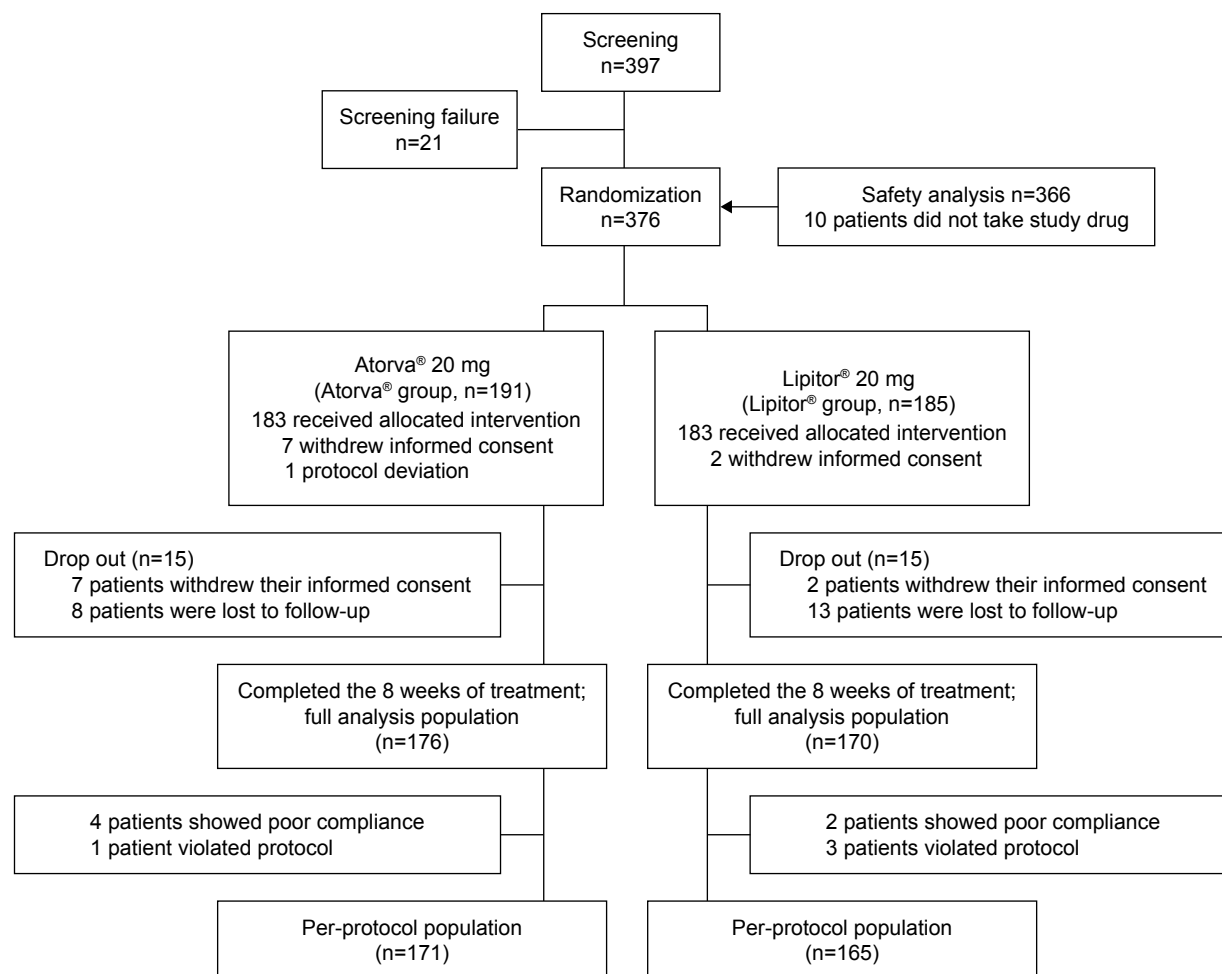 Screening
n=397
Screening failure
n=21
Randomization
n=376
Safety analysis n=366
10 patients did not take study drug
Atorva® 20 mg
(Atorva® group, n=191)
183 received allocated intervention
7 withdrew informed consent
1 protocol deviation
Lipitor® 20 mg
(Lipitor® group, n=185)
183 received allocated intervention
2 withdrew informed consent
Drop out (n=15)
7 patients withdrew their informed consent
8 patients were lost to follow-up
Drop out (n=15)
2 patients withdrew their informed consent
13 patients were lost to follow-up
Completed the 8 weeks of treatment;
full analysis population
(n=176)
Completed the 8 weeks of treatment;
full analysis population
(n=170)
4 patients showed poor compliance
1 patient violated protocol
2 patients showed poor compliance
3 patients violated protocol
Per-protocol population
(n=171)
Per-protocol population
(n=165)